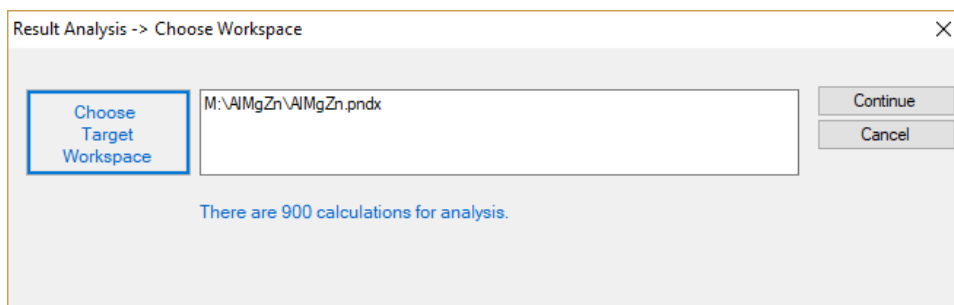 Result Analysis -> Choose Workspace
Choose
Target
Workspace
M:\AlMgZn\AlMgZn.pndx
Continue
Cancel
There are 900 calculations for analysis.